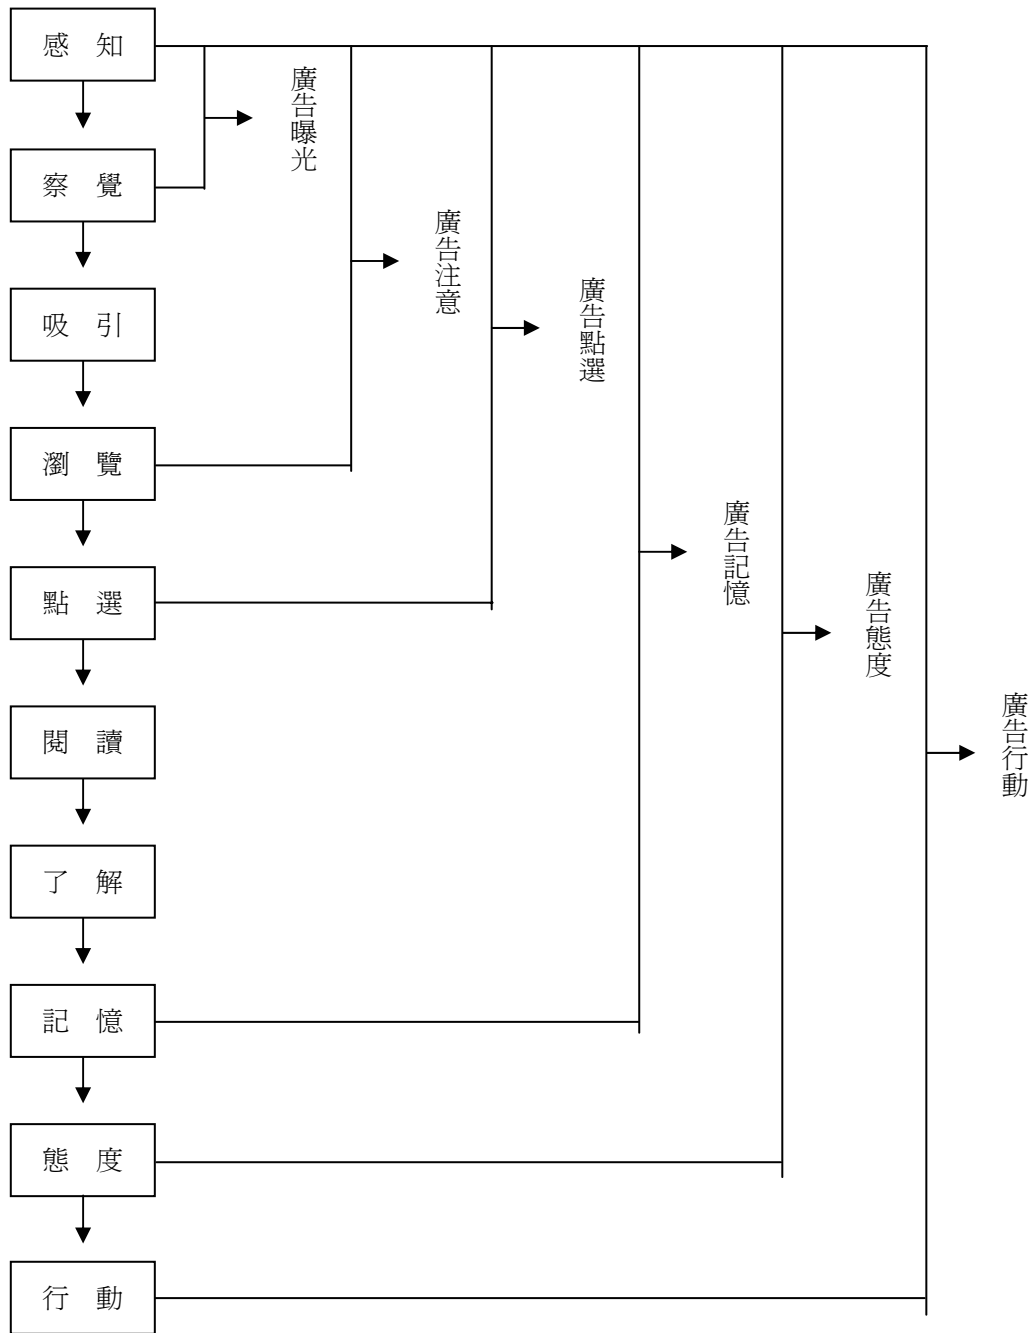 感 知
廣告曝光
察 覺
廣告注意
吸 引
廣告點選
瀏 覽
點 選
廣告記憶
廣告態度
閱 讀
廣告行動
了 解
記 憶
態 度
行 動